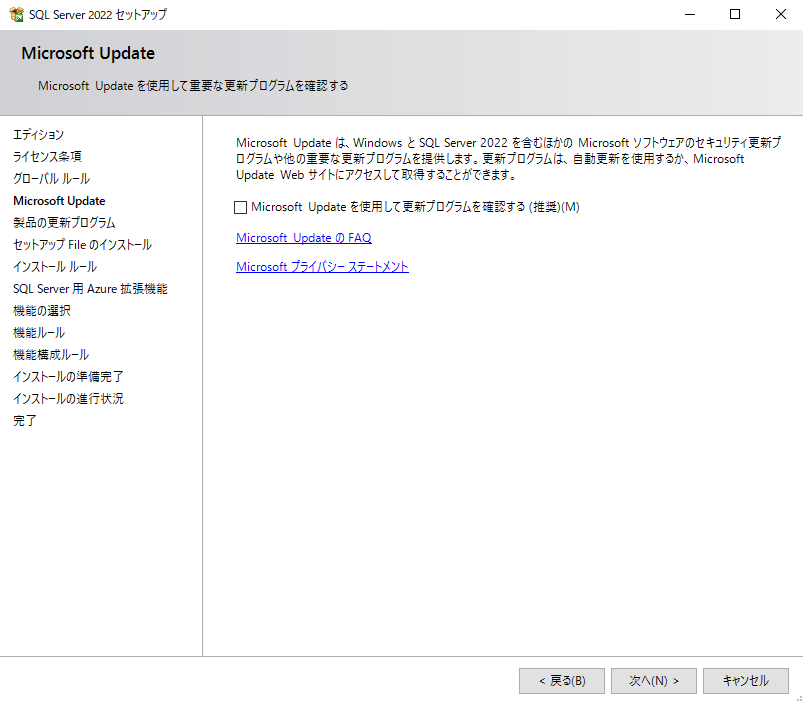 SQL Server 2022 セットアップ
Microsoft Update
Microsoft Update を使用して重要な更新プログラムを確認する
エディション
ライセンス条項
グローバル ルール
Microsoft Update
製品の更新プログラム
セットアップ File のインストール
インストール ルール
SQL Server 用 Azure 拡張機能
機能の選択
機能ルール
機能構成ルール
インストールの準備完了
インストールの進行状況
完了
Microsoft Update は、Windows と SQL Server 2022 を含むほかの Microsoft ソフトウェアのセキュリティ更新プ
ログラムや他の重要な更新プログラムを提供します。更新プログラムは、自動更新を使用するか、Microsoft
Update Web サイトにアクセスして取得することができます。
Microsoft Update を使用して更新プログラムを確認する (推奨)(M)
Microsoft Update の FAQ
Microsoft プライバシー ステートメント
< 戻る(B)
次へ(N) >
キャンセル